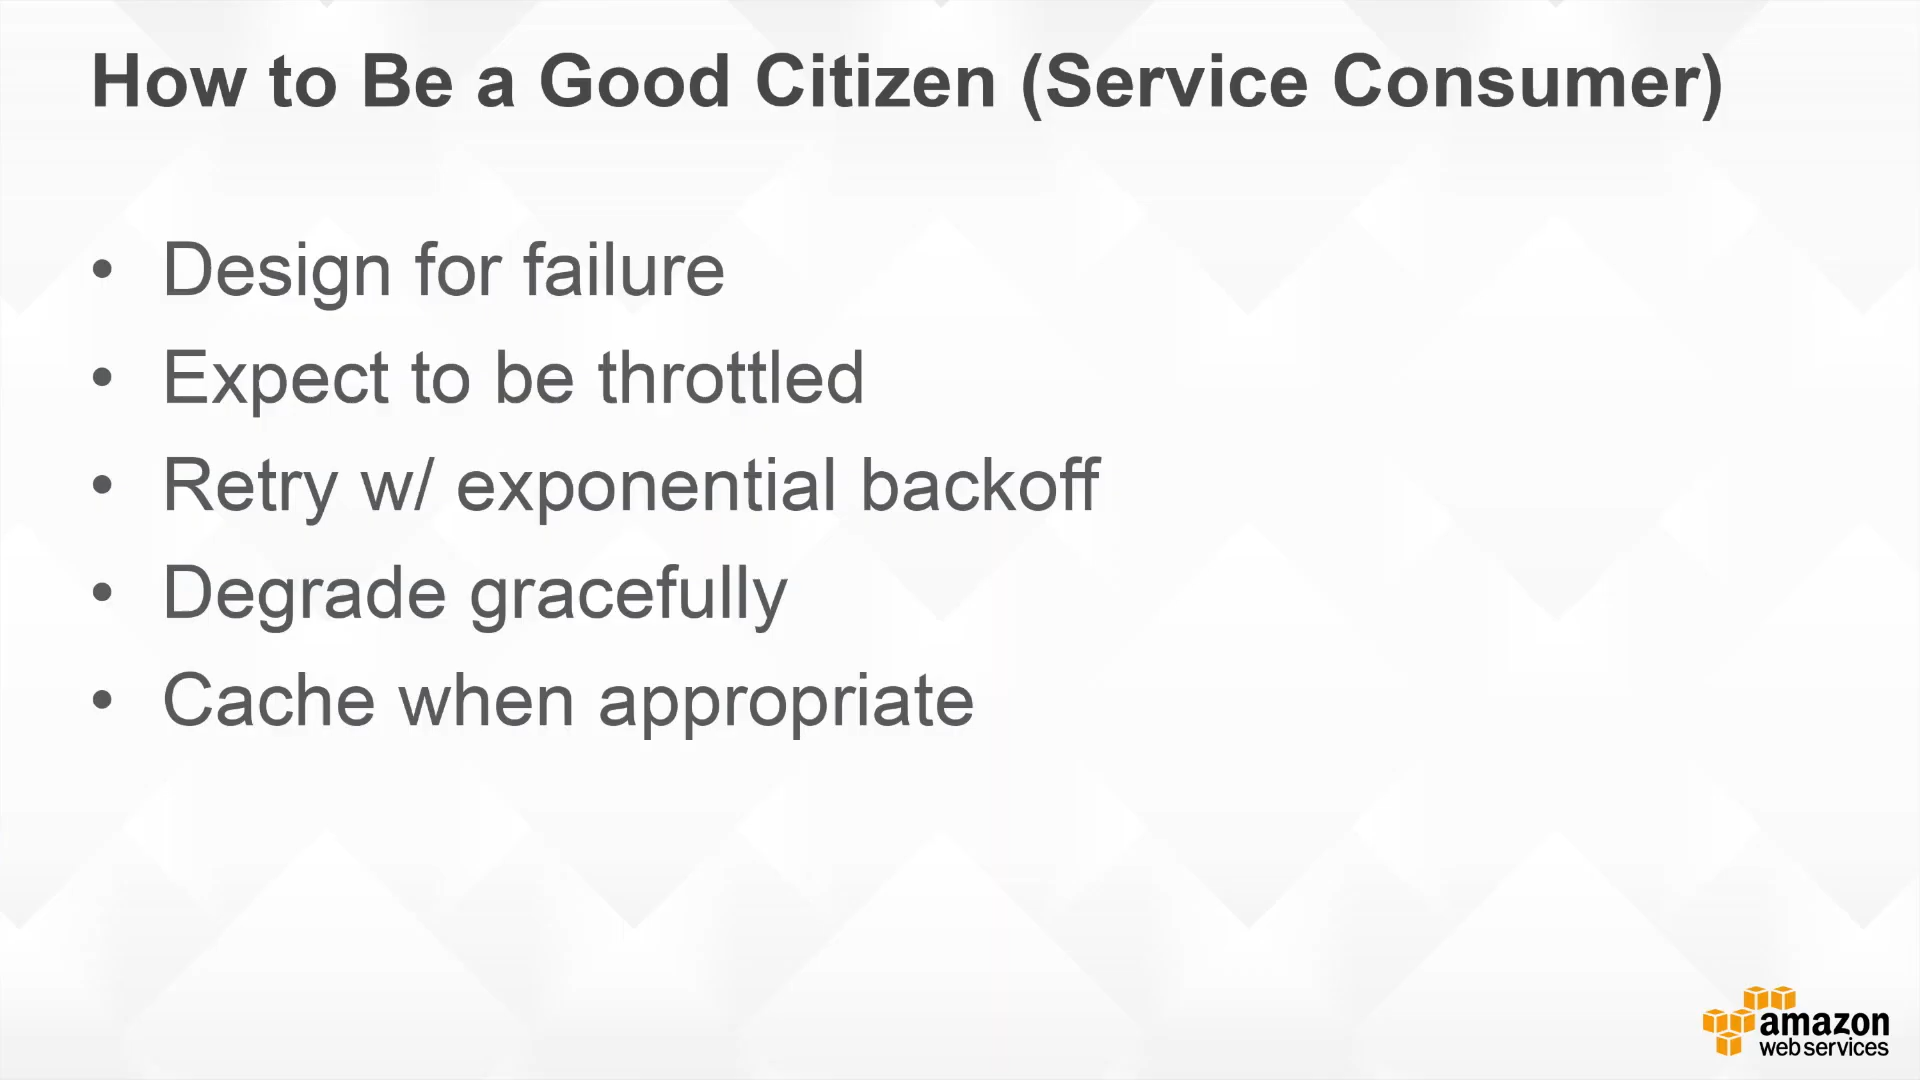 How to Be a Good Citizen (Service Consumer)
• Design for failure
• Expect to be throttled
• Retry w/ exponential backoff
• Degrade gracefully
• Cache when appropriate
amazon
web services